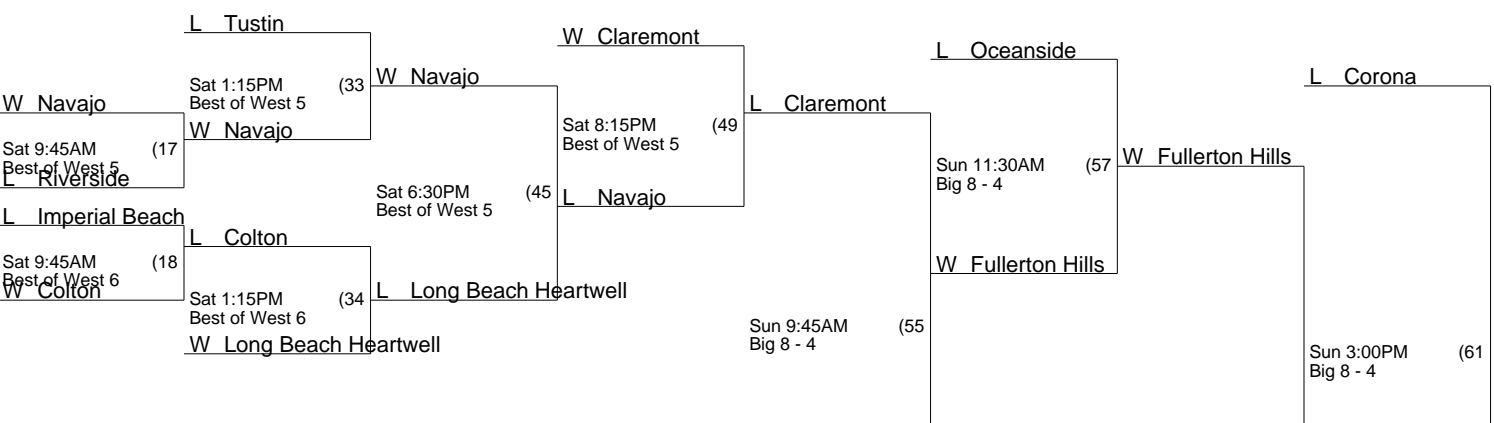 L Tustin
W Claremont
L Oceanside
L Corona
W Navajo
Sat 1:15PM (33
Best of West 5
W Navajo
L Claremont
W Navajo
Sat 8:15PM (49
Best of West 5
Sat 9:45AM (17
Best of West 5
L Riverside
Sun 11:30AM (57
Big 8 - 4
W Fullerton Hills
Sat 6:30PM (45
Best of West 5
L Navajo
L Imperial Beach
L Colton
Sat 9:45AM (18
Best of West 6
W Colton
W Fullerton Hills
Sat 1:15PM (34
Best of West 6
L Long Beach Heartwell
W Long Beach Heartwell
Sun 9:45AM (55
Big 8 - 4
Sun 3:00PM (61
Big 8 - 4